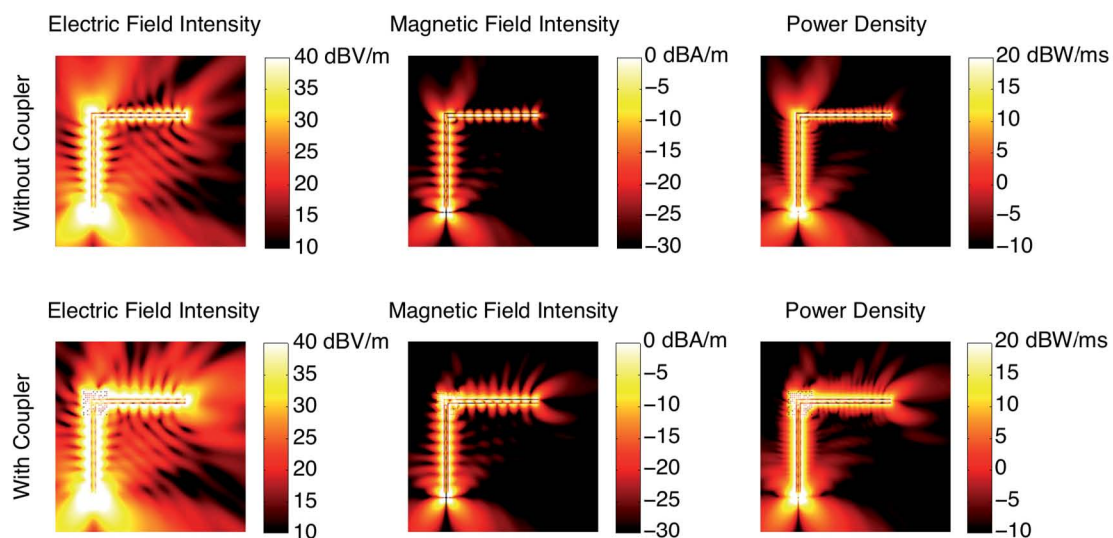 Electric Field Intensity
Magnetic Field Intensity
Power Density
Without Coupler
40 dBV/m
35
30
25
20
15
10
0 dBA/m
−5
−10
−15
−20
−25
−30
20 dBW/ms
15
10
5
0
−5
−10
Electric Field Intensity
Magnetic Field Intensity
Power Density
With Coupler
40 dBV/m
35
30
25
20
15
10
0 dBA/m
−5
−10
−15
−20
−25
−30
20 dBW/ms
15
10
5
0
−5
−10